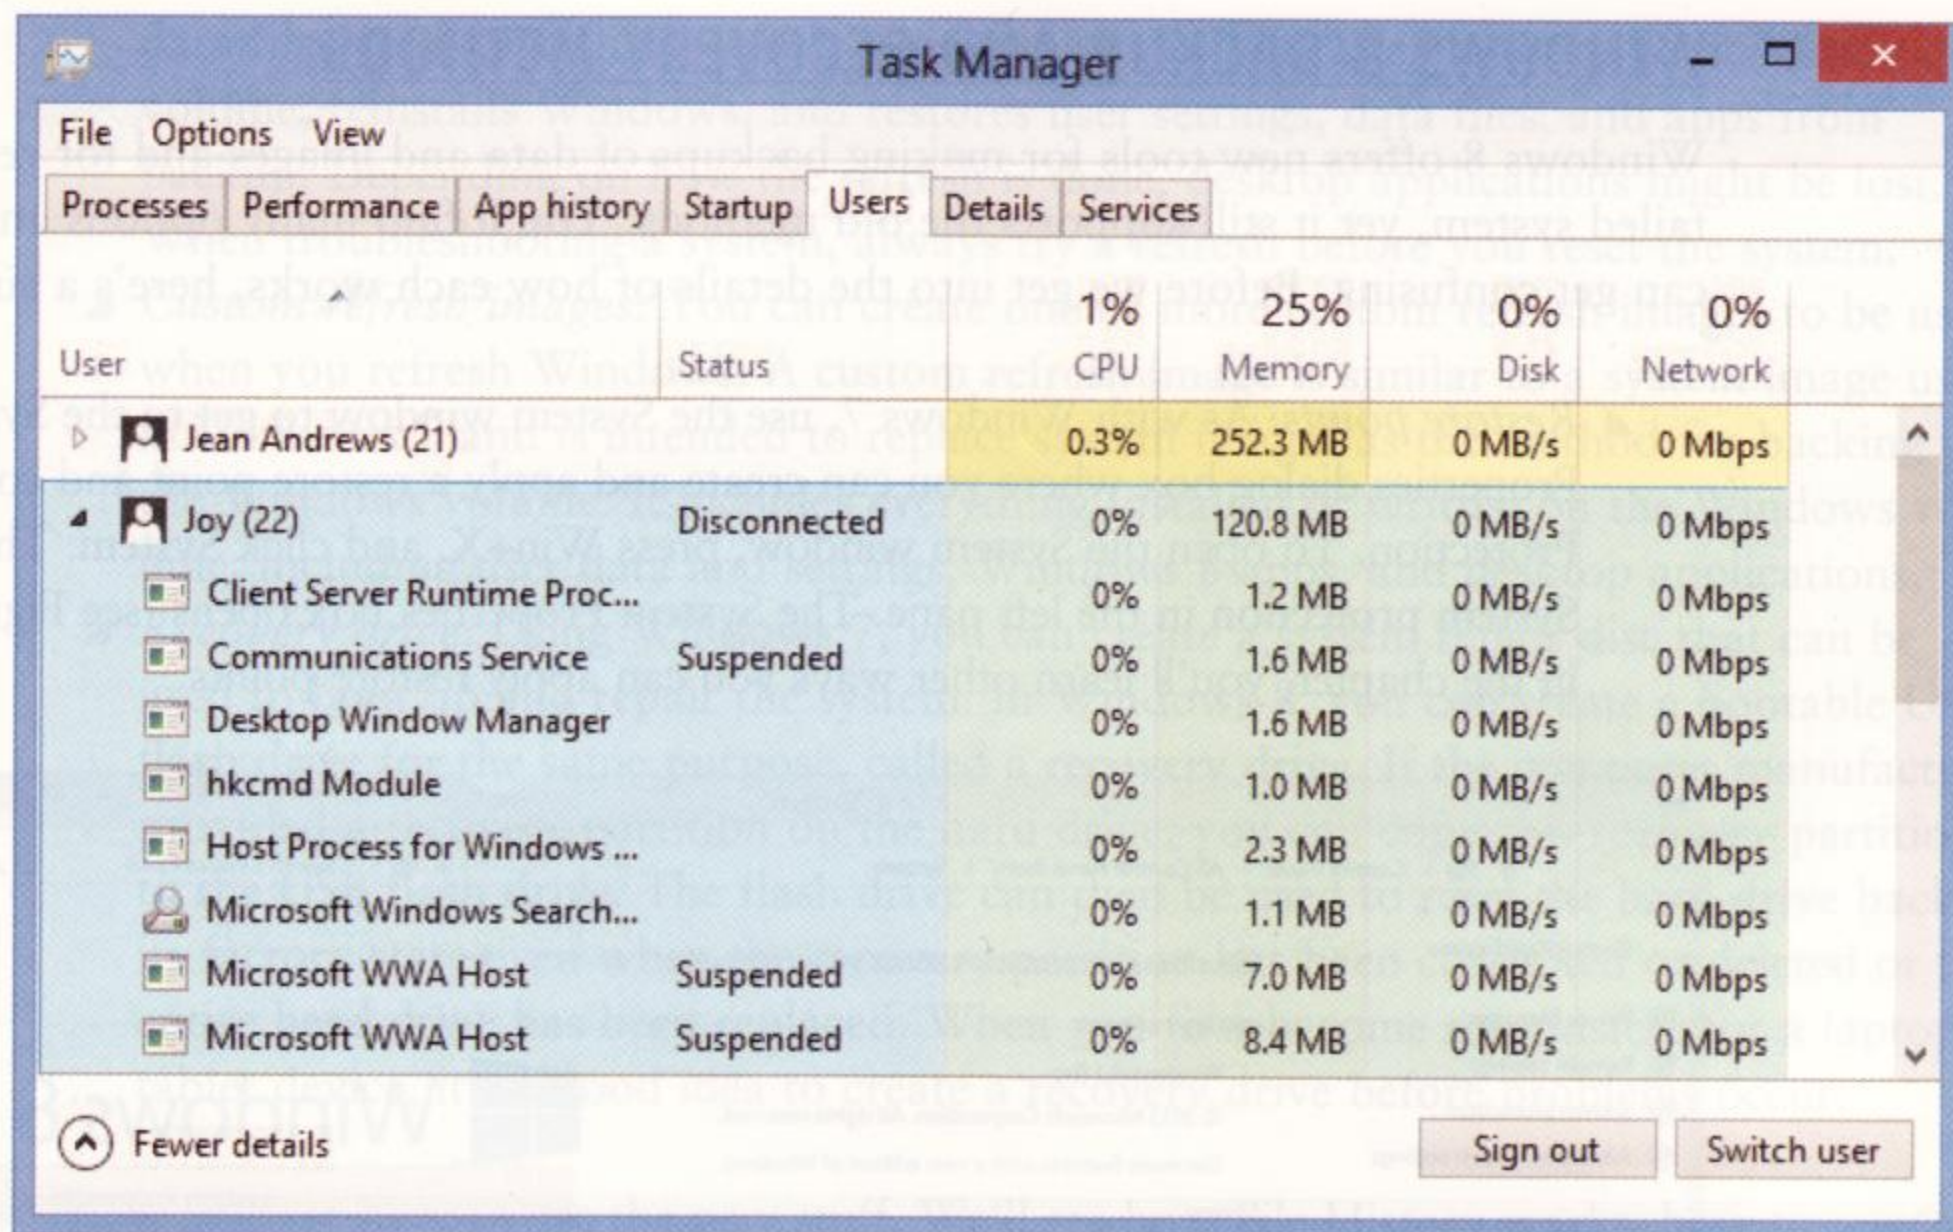 Task Manager
File Options View
Processes Performance App history Startup Users Details Services
1% 25% 0% 0%
User Status CPU Memory Disk Network
Jean Andrews (21) 0.3% 252.3 MB 0 MB/s 0 Mbps
Joy (22) Disconnected 0% 120.8 MB 0 MB/s 0 Mbps
Client Server Runtime Proc... 0% 1.2 MB 0 MB/s 0 Mbps
Communications Service Suspended 0% 1.6 MB 0 MB/s 0 Mbps
Desktop Window Manager 0% 1.6 MB 0 MB/s 0 Mbps
hkcmd Module 0% 1.0 MB 0 MB/s 0 Mbps
Host Process for Windows ... 0% 2.3 MB 0 MB/s 0 Mbps
Microsoft Windows Search... 0% 1.1 MB 0 MB/s 0 Mbps
Microsoft WWA Host Suspended 0% 7.0 MB 0 MB/s 0 Mbps
Microsoft WWA Host Suspended 0% 8.4 MB 0 MB/s 0 Mbps
Fewer details Sign out Switch user